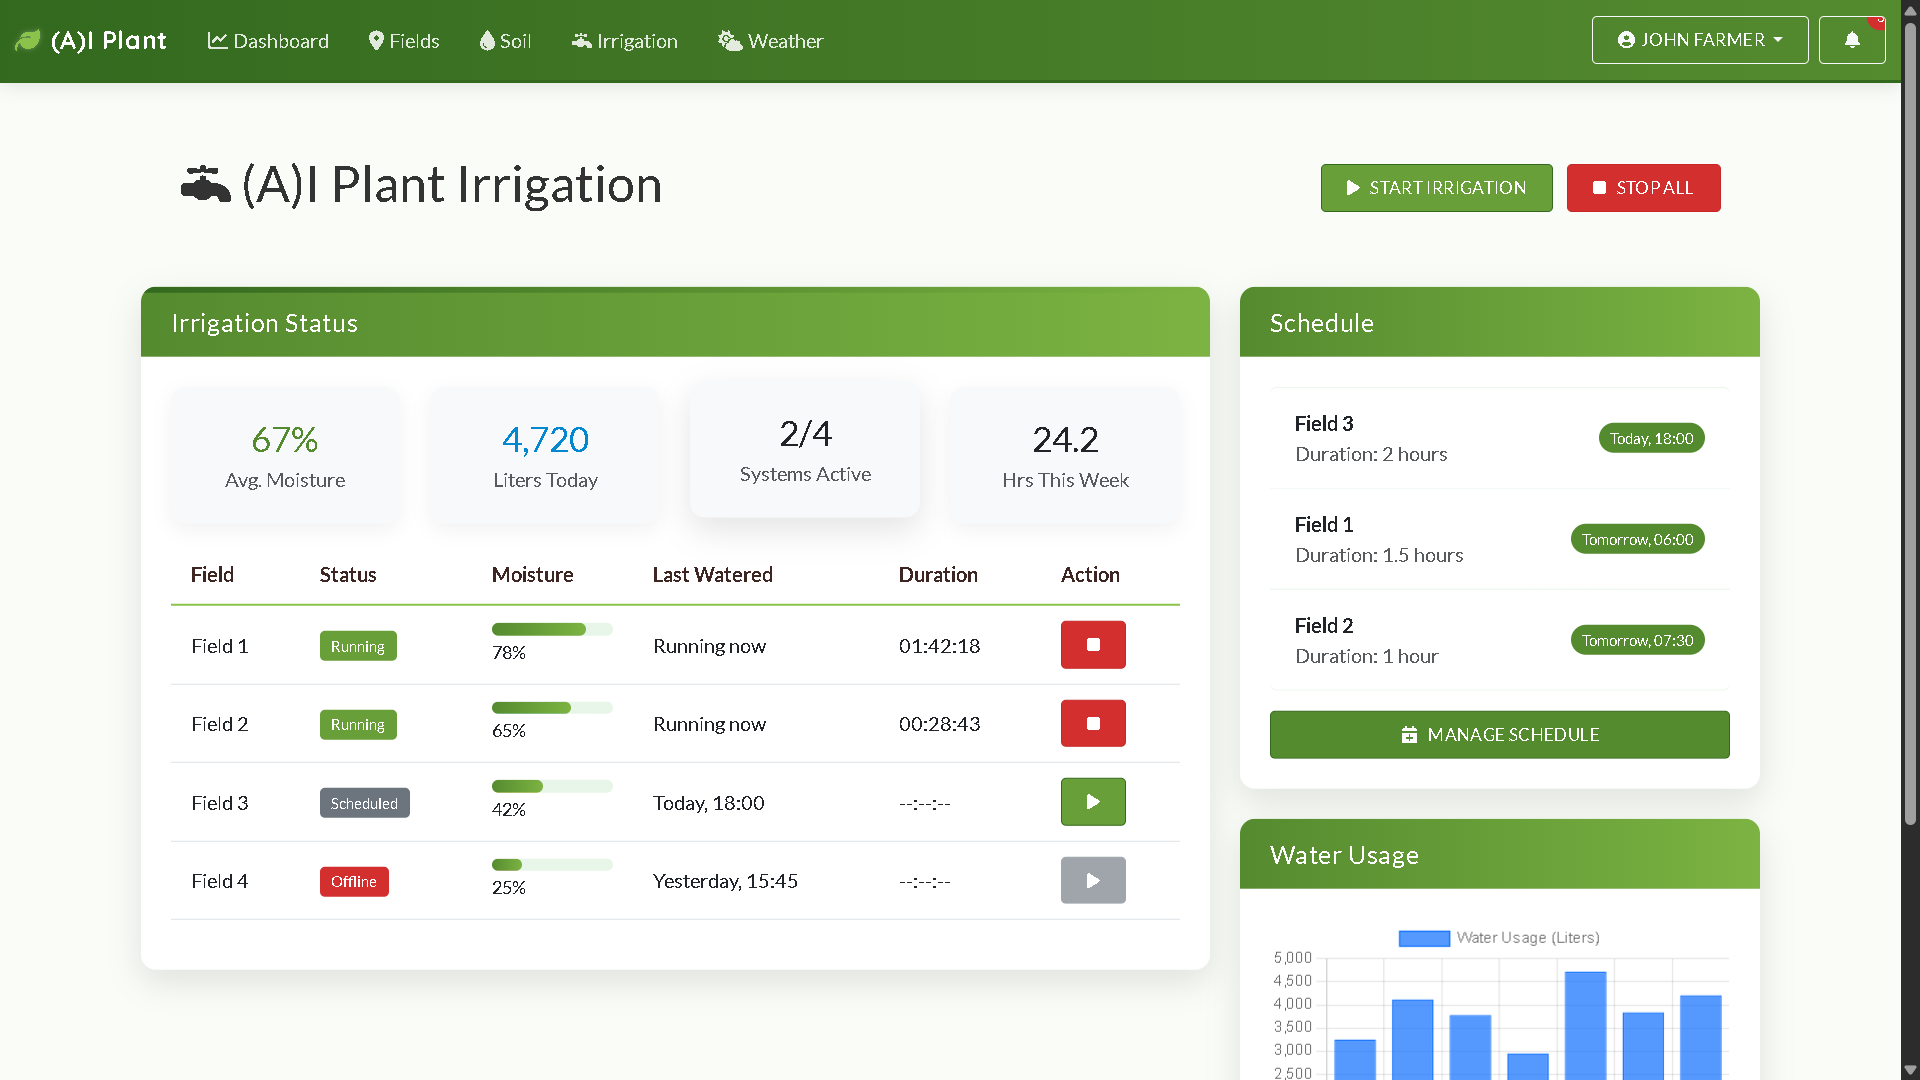 (A)I Plant
Dashboard
Fields
Soil
Irrigation
Weather
JOHN FARMER
(A)I Plant Irrigation
START IRRIGATION
STOP ALL
Irrigation Status
67%
Avg. Moisture
4,720
Liters Today
2/4
Systems Active
24.2
Hrs This Week
Field Status Moisture Last Watered Duration Action
Field 1 Running 78% Running now 01:42:18
Field 2 Running 65% Running now 00:28:43
Field 3 Scheduled 42% Today, 18:00 --:--:--
Field 4 Offline 25% Yesterday, 15:45 --:--:--
Schedule
Field 3
Duration: 2 hours
Today, 18:00
Field 1
Duration: 1.5 hours
Tomorrow, 06:00
Field 2
Duration: 1 hour
Tomorrow, 07:30
MANAGE SCHEDULE
Water Usage
Water Usage (Liters)
5,000
4,500
4,000
3,500
3,000
2,500